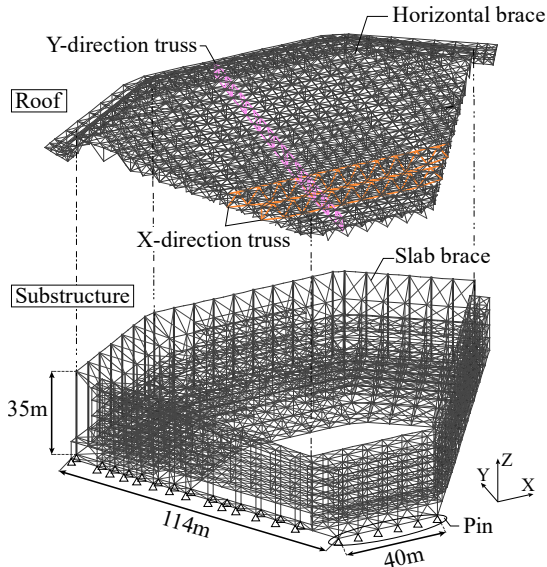 Horizontal brace
Y-direction truss
Roof
X-direction truss
Slab brace
Substructure
35m
Z
Y
X
114m
40m
Pin